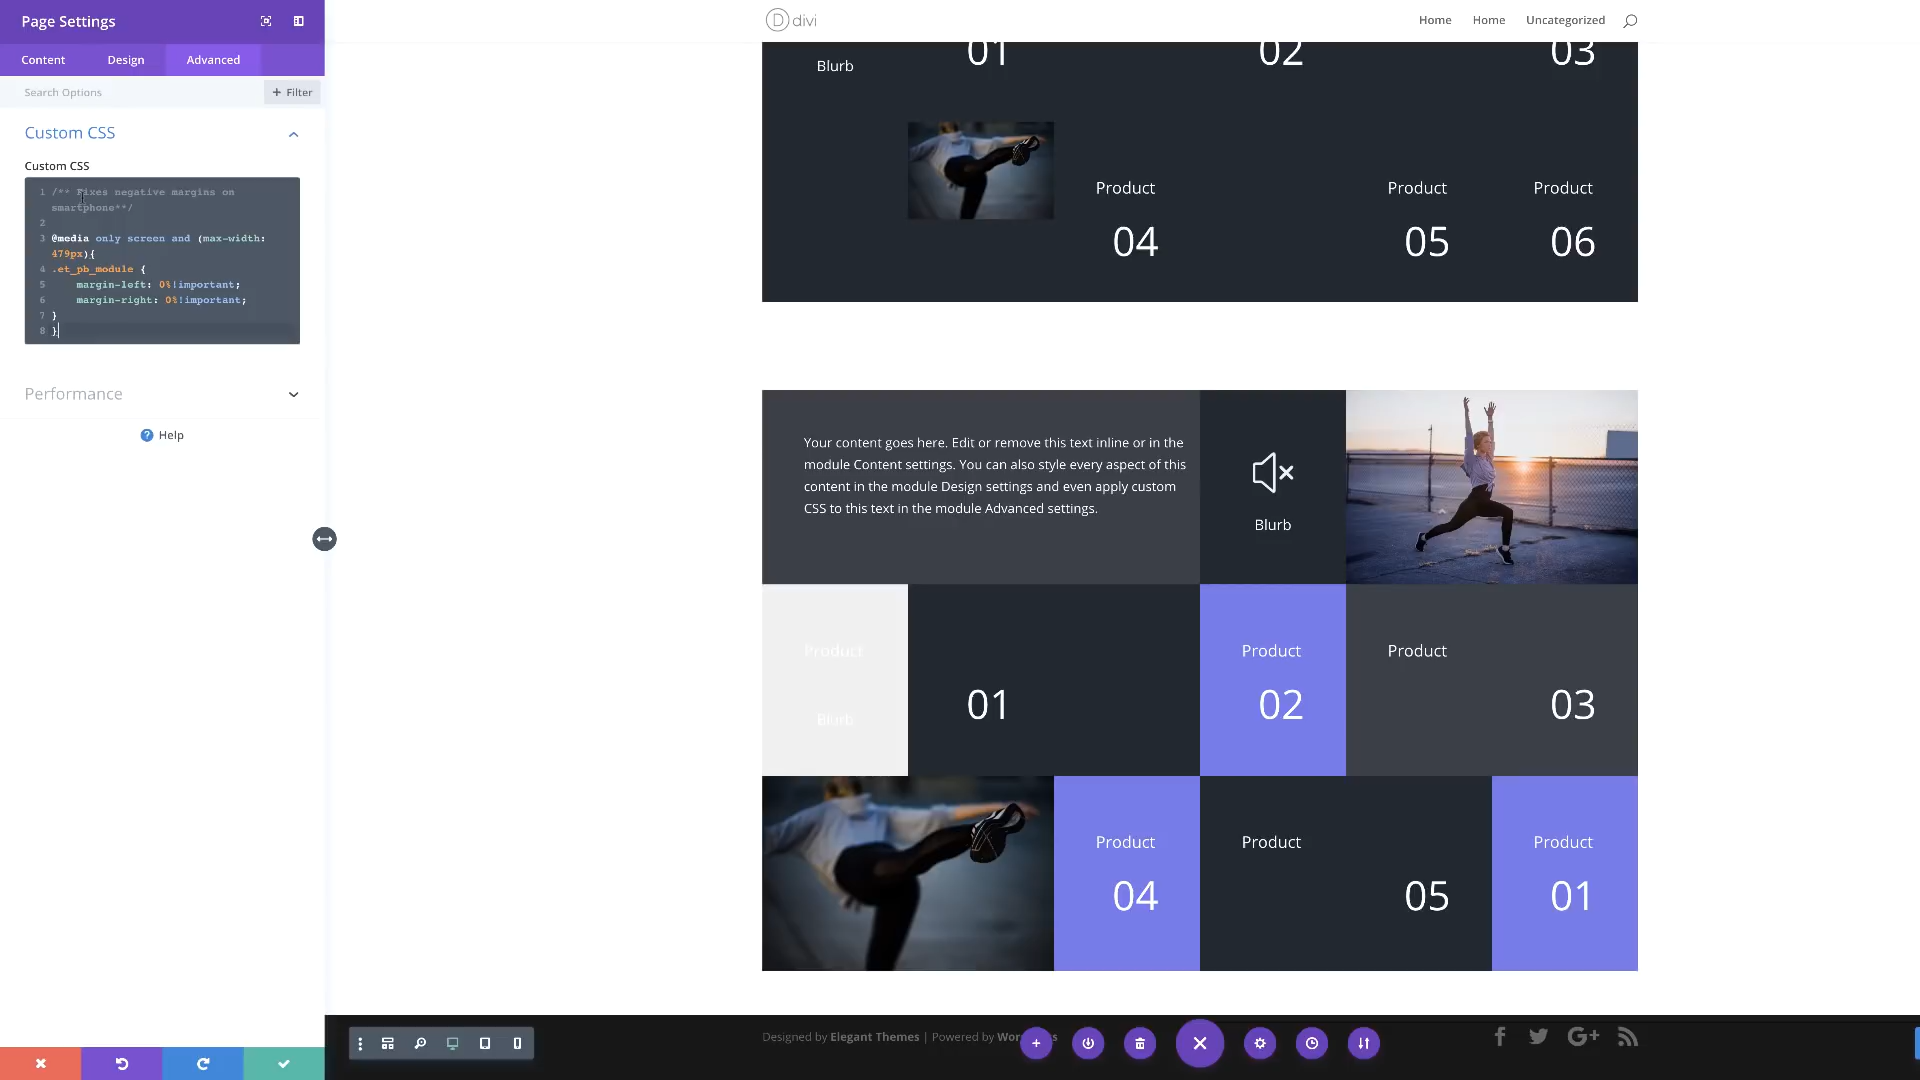 Page Settings
Content Design Advanced
Search Options
+ Filter
Custom CSS
Custom CSS
1 /** Fixes negative margins on
smartphone**/
2
3 @media only screen and (max-width:
479px){
4 .et_pb_module {
5 margin-left: 0%!important;
6 margin-right: 0%!important;
7 }
8 }
Performance
? Help
D divi
Home Home Uncategorized
Blurb
01
02
03
Product
04
Product
05
Product
06
Your content goes here. Edit or remove this text inline or in the
module Content settings. You can also style every aspect of this
content in the module Design settings and even apply custom
CSS to this text in the module Advanced settings.
Blurb
Product
Blurb
01
Product
02
Product
03
Product
04
Product
05
Product
01
Designed by Elegant Themes | Powered by